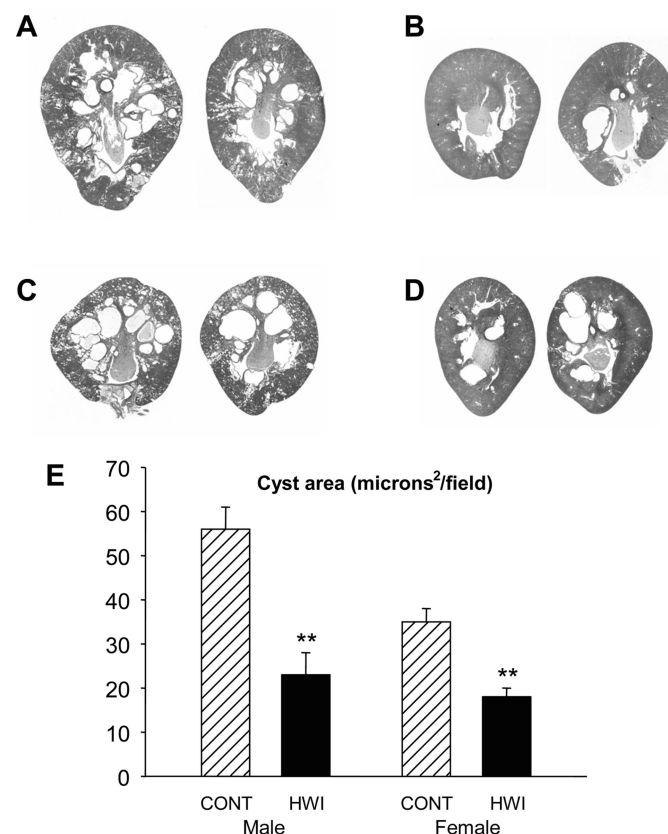 A
B
C
D
E
Cyst area (microns²/field)
70
60
50
40
30
20
10
0
**
**
CONT HWI CONT HWI
Male Female